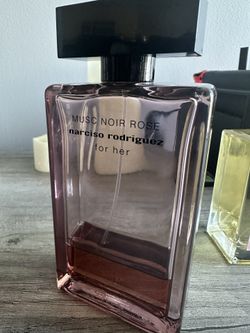 MUSC NOIR ROSE
narciso rodriguez
for her